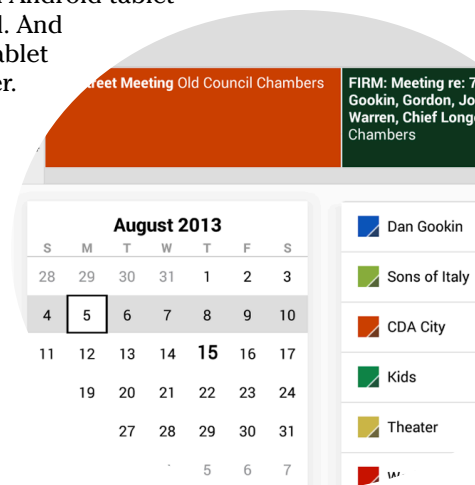 Android tablet
And
ablet
er.
reet Meeting Old Council Chambers
FIRM: Meeting re: 7
Gookin, Gordon, Jo
Warren, Chief Long
Chambers
August 2013
S M T W T F S
28 29 30 31 1 2 3
4 5 6 7 8 9 10
11 12 13 14 15 16 17
19 20 21 22 23 24
27 28 29 30 31
5 6 7
Dan Gookin
Sons of Italy
CDA City
Kids
Theater